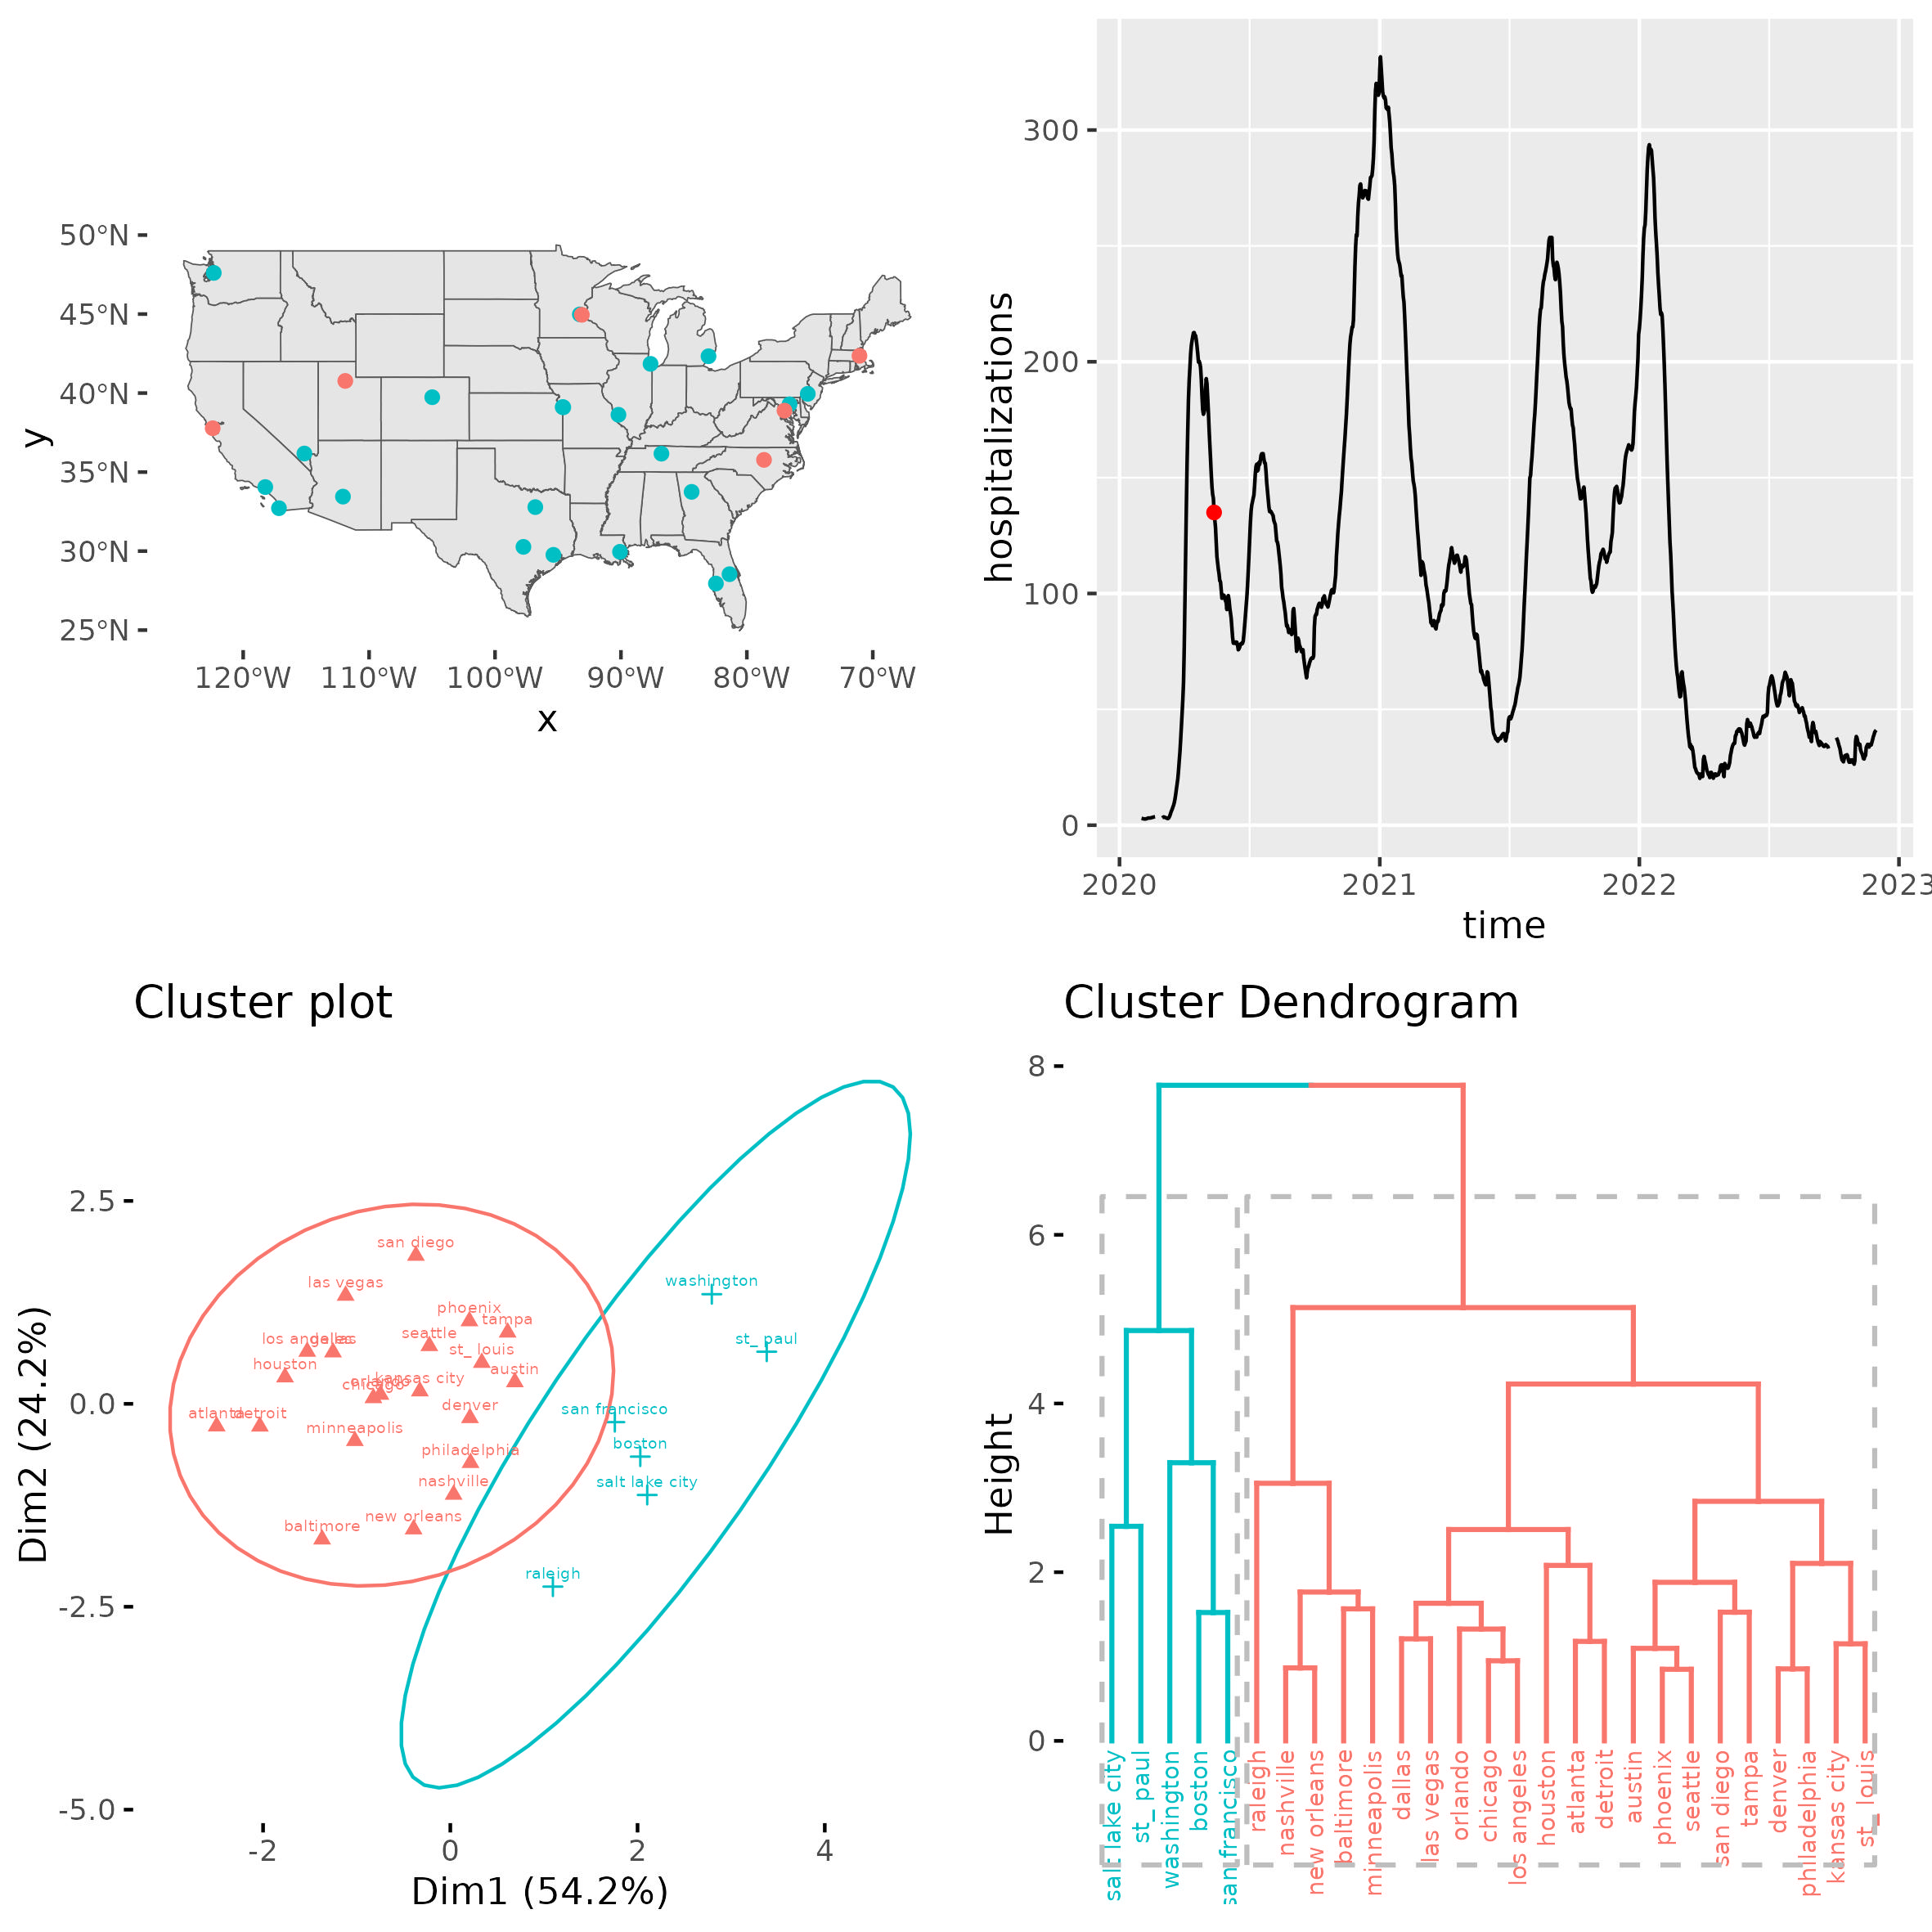 50°N
45°N
40°N
35°N
30°N
25°N
y
120°W 110°W 100°W 90°W 80°W 70°W
x
300
200
100
0
hospitalizations
2020 2021 2022 2023
time
Cluster plot
2.5
0.0
-2.5
-5.0
Dim2 (24.2%)
san diego
las vegas
washington
phoenix
tampa
seattle
los angeles
dallas
st_ louis
st_ paul
houston
austin
kansas city
orlando
chicago
denver
san francisco
atlanta
detroit
minneapolis
boston
philadelphia
nashville
salt lake city
new orleans
baltimore
raleigh
-2 0 2 4
Dim1 (54.2%)
Cluster Dendrogram
8
6
4
2
0
Height
salt lake city
st_ paul
washington
boston
san francisco
raleigh
nashville
new orleans
baltimore
minneapolis
dallas
las vegas
orlando
chicago
los angeles
houston
atlanta
detroit
austin
phoenix
seattle
san diego
tampa
denver
philadelphia
kansas city
st_ louis